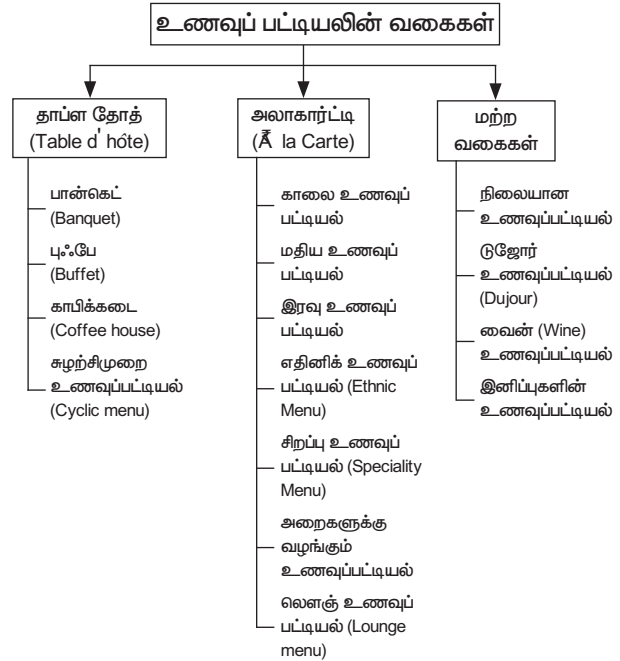 உணவுப் பட்டியலின் வகைகள்
தாப்ள தோத்
(Table d' hôte)
பான்கெட்
(Banquet)
புஃபே
(Buffet)
காபிக்கடை
(Coffee house)
சுழற்சிமுறை
உணவுப்பட்டியல்
(Cyclic menu)
அலாகார்ட்டி
(Ā la Carte)
காலை உணவுப்
பட்டியல்
மதிய உணவுப்
பட்டியல்
இரவு உணவுப்
பட்டியல்
எதினிக் உணவுப்
பட்டியல் (Ethnic
Menu)
சிறப்பு உணவுப்
பட்டியல் (Speciality
Menu)
அறைகளுக்கு
வழங்கும்
உணவுப்பட்டியல்
லௌஞ் உணவுப்
பட்டியல் (Lounge
menu)
மற்ற
வகைகள்
நிலையான
உணவுப்பட்டியல்
டுஜோர்
உணவுப்பட்டியல்
(Dujour)
வைன் (Wine)
உணவுப்பட்டியல்
இனிப்புகளின்
உணவுப்பட்டியல்